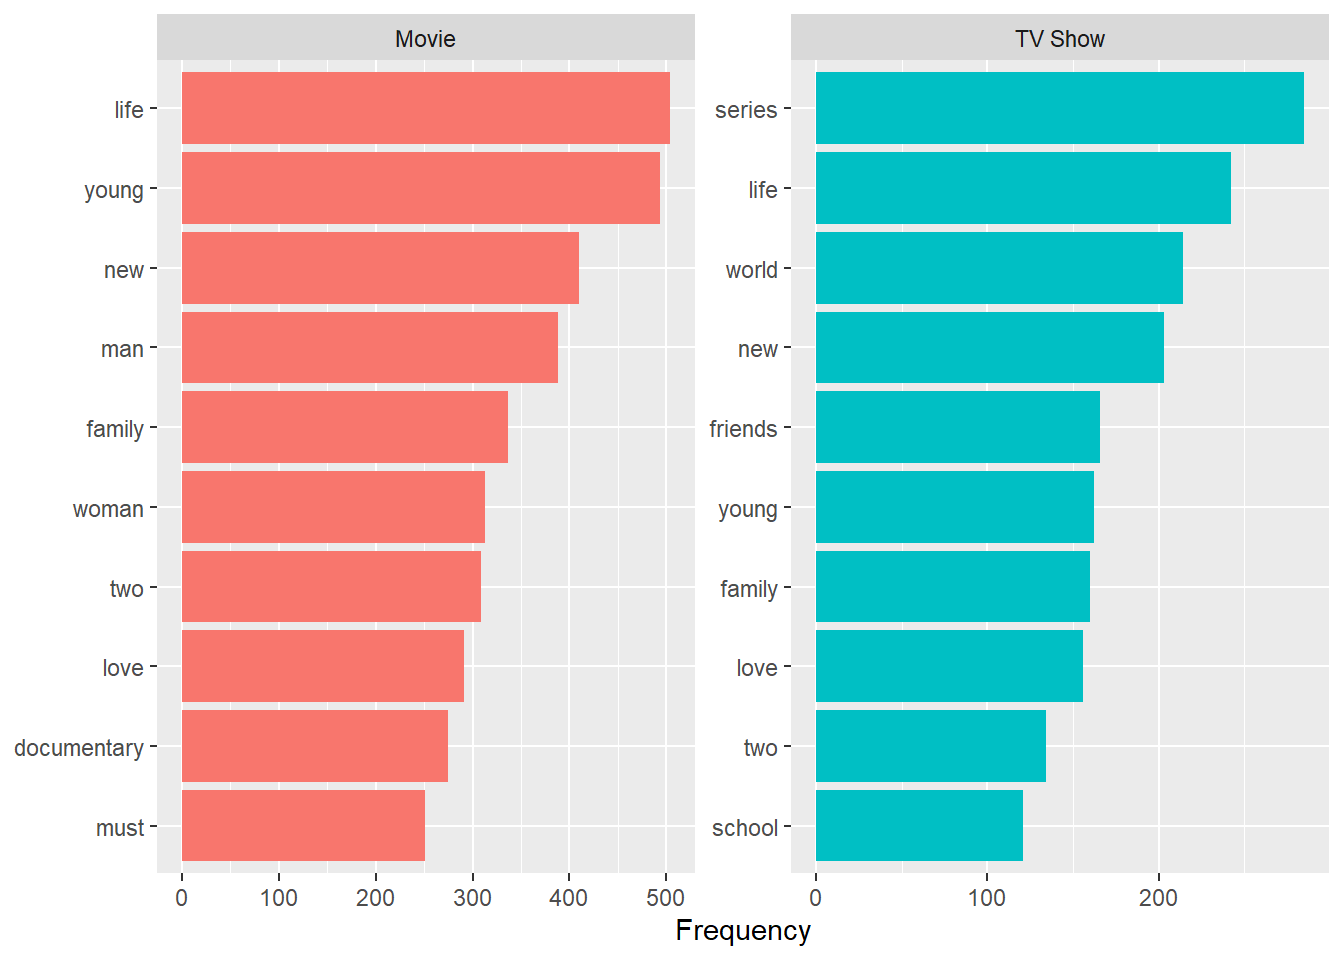 Movie
TV Show
life
young
new
man
family
woman
two
love
documentary
must
series
life
world
new
friends
young
family
love
two
school
0 100 200 300 400 500
0 100 200
Frequency